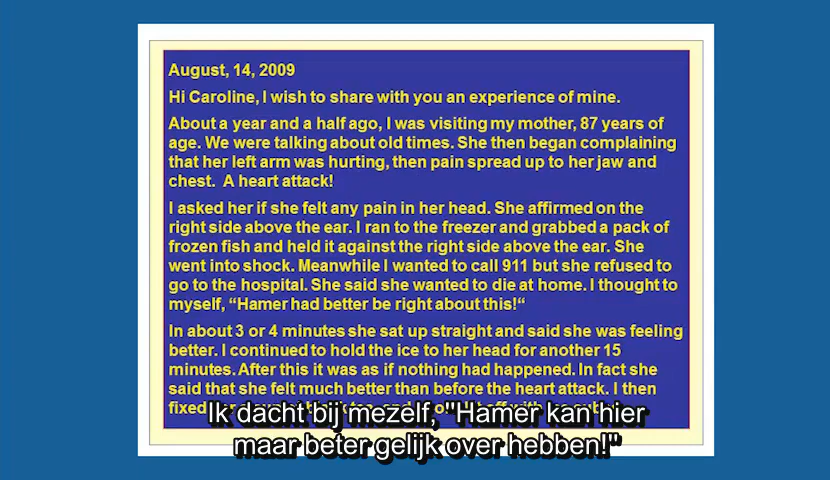 August, 14, 2009
Hi Caroline, I wish to share with you an experience of mine.
About a year and a half ago, I was visiting my mother, 87 years of
age. We were talking about old times. She then began complaining
that her left arm was hurting, then pain spread up to her jaw and
chest. A heart attack!
I asked her if she felt any pain in her head. She affirmed on the
right side above the ear. I ran to the freezer and grabbed a pack of
frozen fish and held it against the right side above the ear. She
went into shock. Meanwhile I wanted to call 911 but she refused to
go to the hospital. She said she wanted to die at home. I thought to
myself, “Hamer had better be right about this!“
In about 3 or 4 minutes she sat up straight and said she was feeling
better. I continued to hold the ice to her head for another 15
minutes. After this it was as if nothing had happened. In fact she
said that she felt much better than before the heart attack. I then
fixed
Ik dacht bij mezelf, "Hamer kan hier
maar beter gelijk over hebben!"